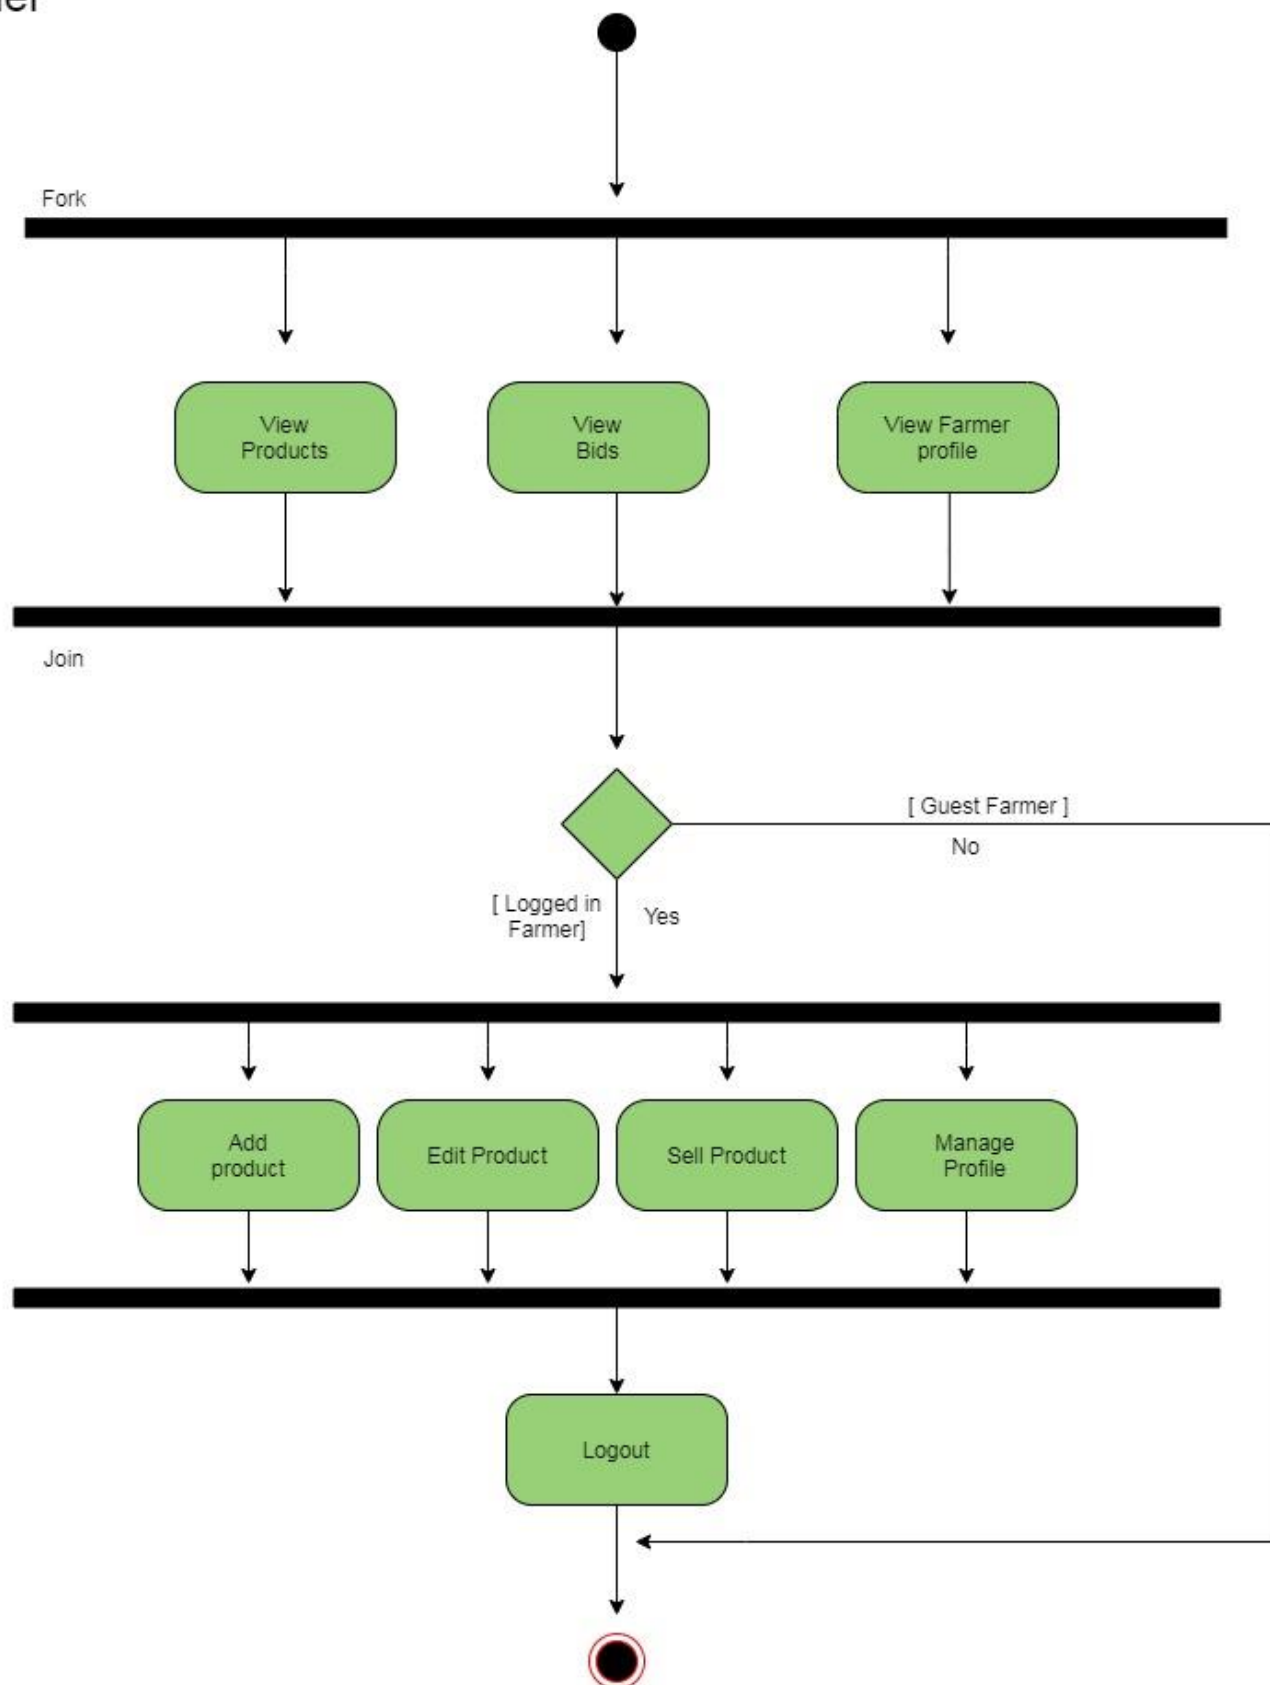 Fork
View
Products
View
Bids
View Farmer
profile
Join
[ Guest Farmer ]
No
[ Logged in
Farmer]
Yes
Add
product
Edit Product
Sell Product
Manage
Profile
Logout